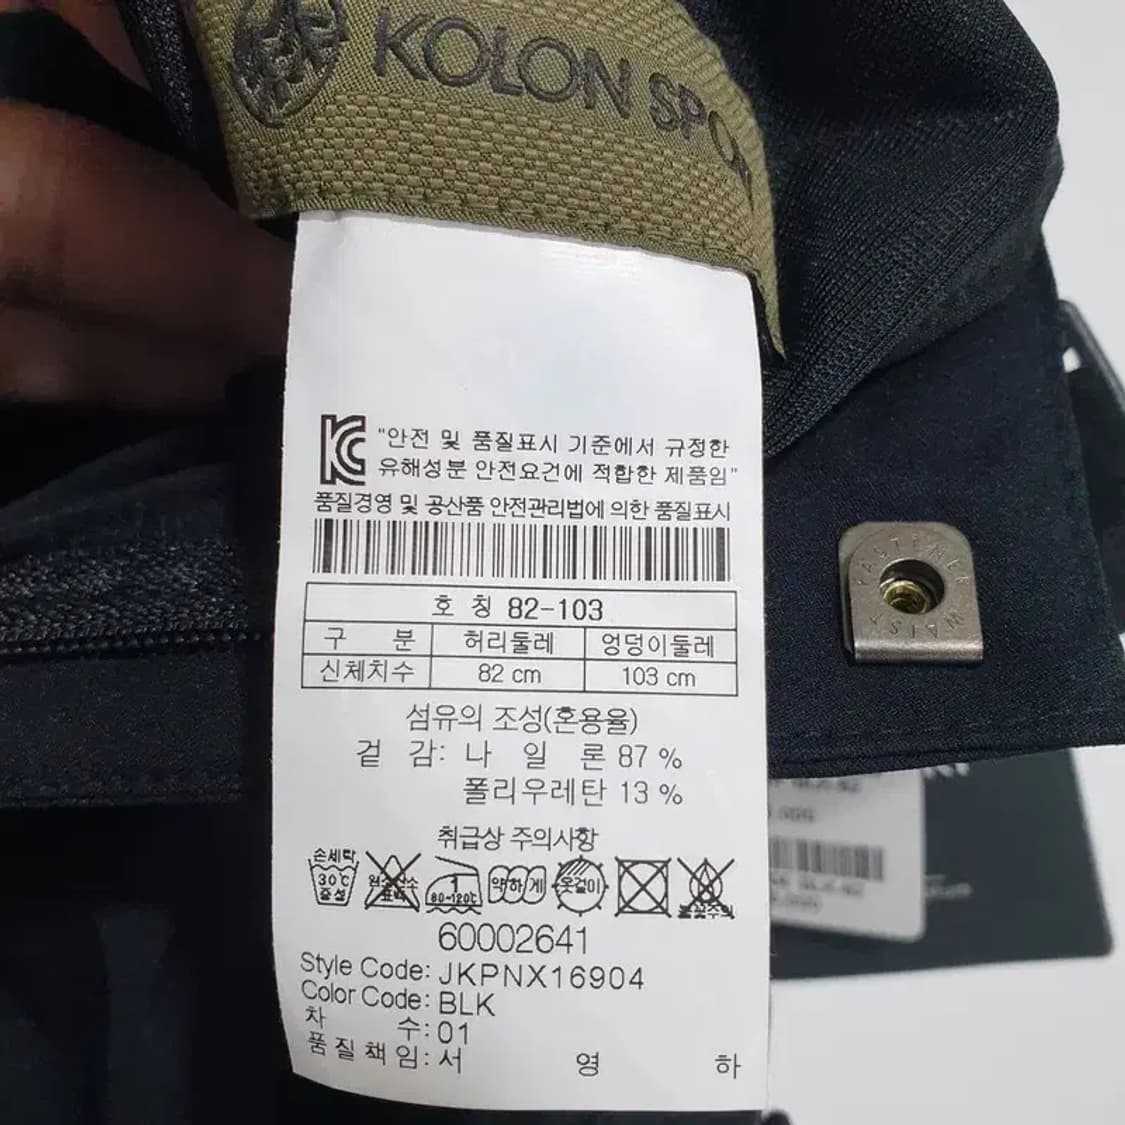 KOLON SPO
"안전 및 품질표시 기준에서 규정한
유해성분 안전요건에 적합한 제품임"
품질경영 및 공산품 안전관리법에 의한 품질표시
호 칭 82-103
구 분 허리둘레 엉덩이둘레
신체치수 82 cm 103 cm
섬유의 조성(혼용율)
겉 감: 나 일 론 87 %
폴리우레탄 13 %
취급상 주의사항
손세탁
30℃
중성
1
80-120℃
약하게
옷걸이
60002641
Style Code: JKPNX16904
Color Code: BLK
차 수: 01
품질책임: 서 영 하
FASTENER
WAIST